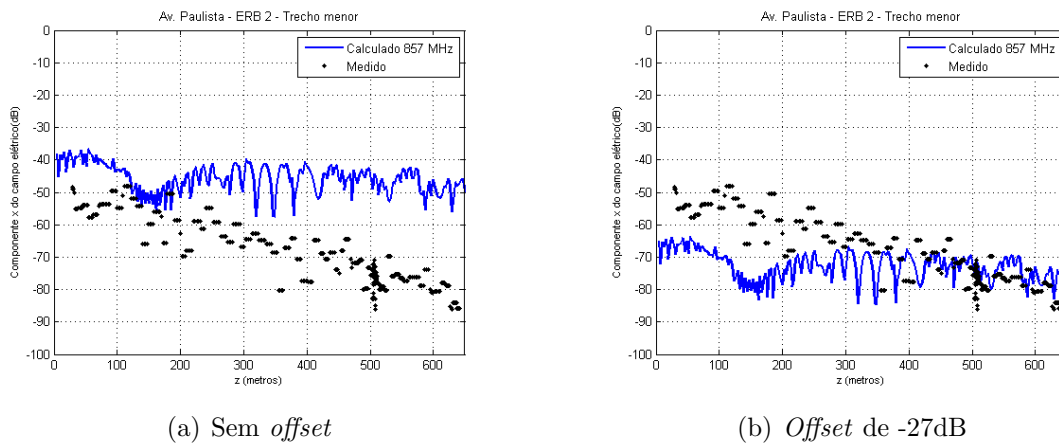 Av. Paulista - ERB 2 - Trecho menor
Calculado 857 MHz
Medido
Componente x do campo elétrico(dB)
0
-10
-20
-30
-40
-50
-60
-70
-80
-90
-100
0 100 200 300 400 500 600
z (metros)
(a) Sem offset
Av. Paulista - ERB 2 - Trecho menor
Calculado 857 MHz
Medido
Componente x do campo elétrico(dB)
0
-10
-20
-30
-40
-50
-60
-70
-80
-90
-100
0 100 200 300 400 500 600
z (metros)
(b) Offset de -27dB